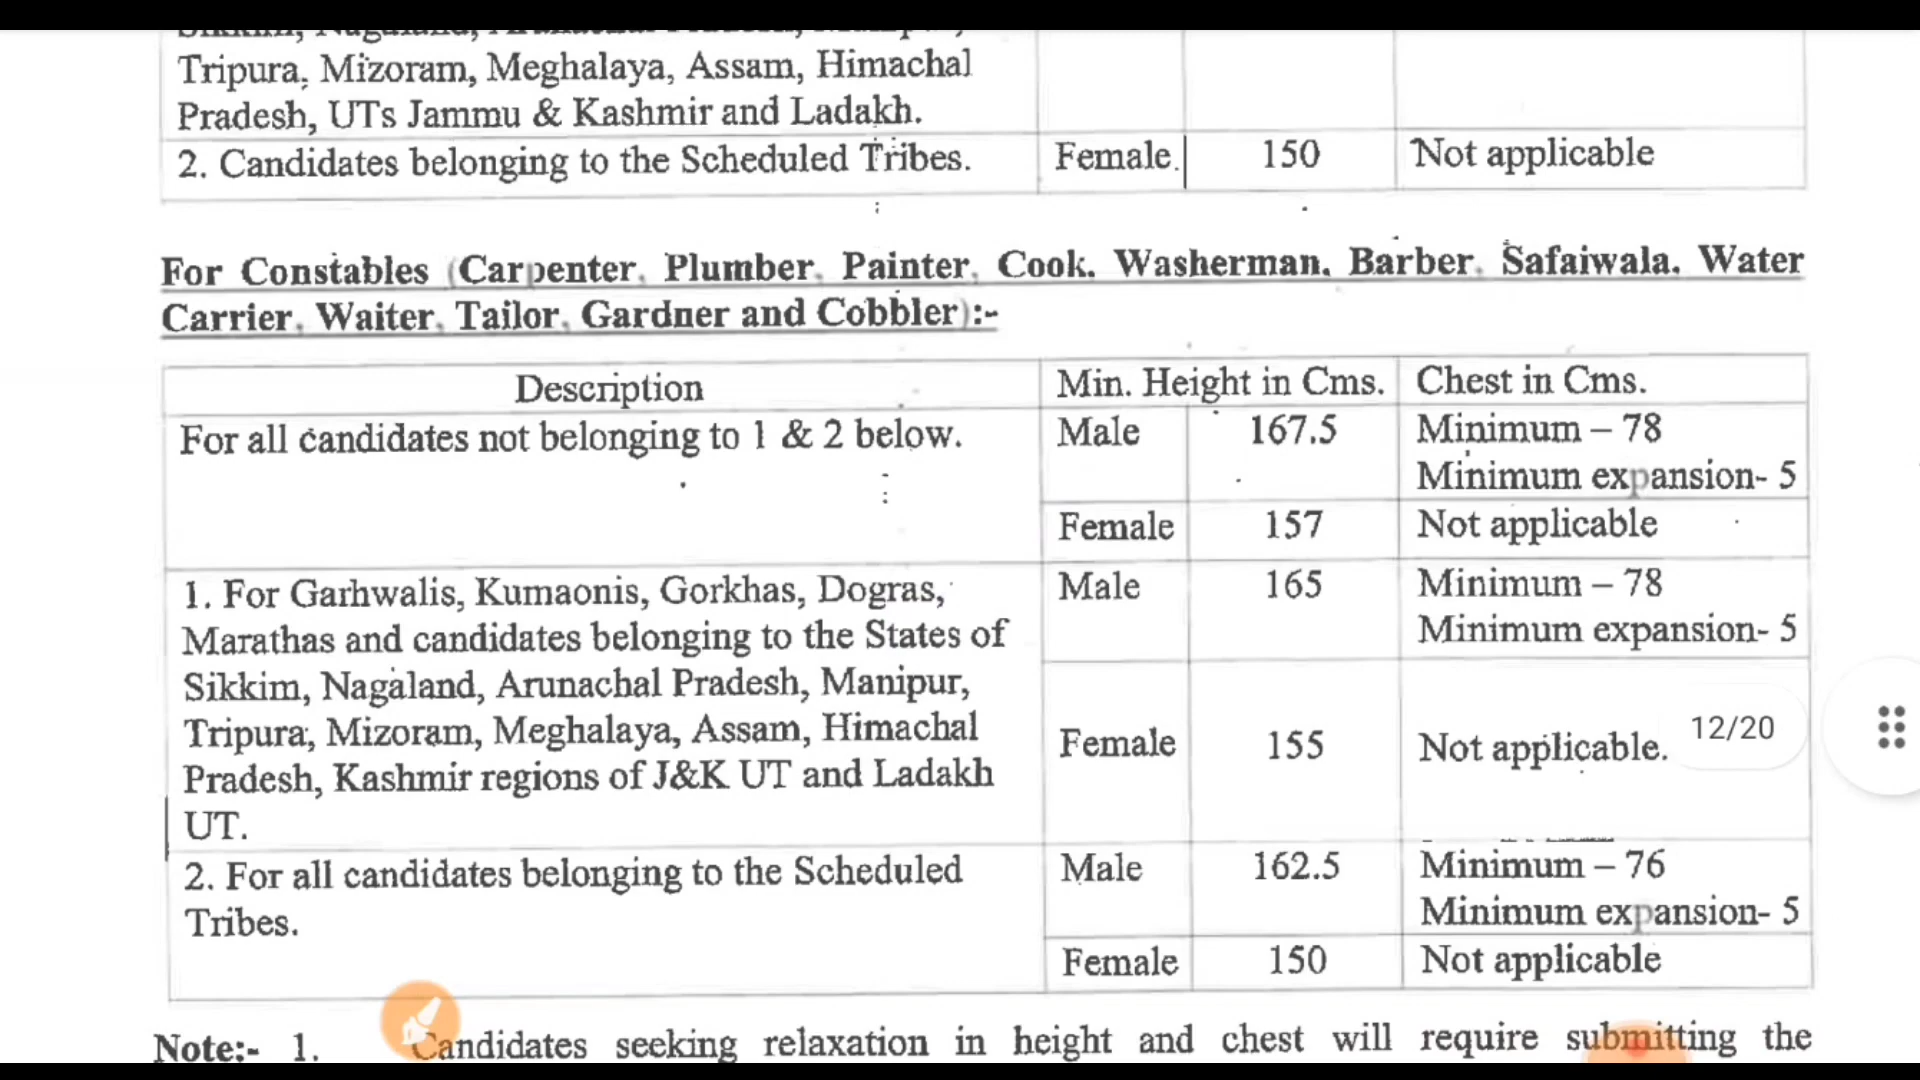 Tripura, Mizoram, Meghalaya, Assam, Himachal
Pradesh, UTs Jammu & Kashmir and Ladakh.
2. Candidates belonging to the Scheduled Tribes. Female. 150 Not applicable
For Constables (Carpenter, Plumber, Painter, Cook, Washerman, Barber, Safaiwala, Water
Carrier, Waiter, Tailor, Gardner and Cobbler):-
Description Min. Height in Cms. Chest in Cms.
For all candidates not belonging to 1 & 2 below. Male 167.5 Minimum – 78
Minimum expansion- 5
Female 157 Not applicable
1. For Garhwalis, Kumaonis, Gorkhas, Dogras, Male 165 Minimum – 78
Marathas and candidates belonging to the States of Minimum expansion- 5
Sikkim, Nagaland, Arunachal Pradesh, Manipur,
Tripura, Mizoram, Meghalaya, Assam, Himachal Female 155 Not applicable.
Pradesh, Kashmir regions of J&K UT and Ladakh
UT.
2. For all candidates belonging to the Scheduled Male 162.5 Minimum – 76
Tribes. Minimum expansion- 5
Female 150 Not applicable
12/20
Note:- 1. Candidates seeking relaxation in height and chest will require submitting the